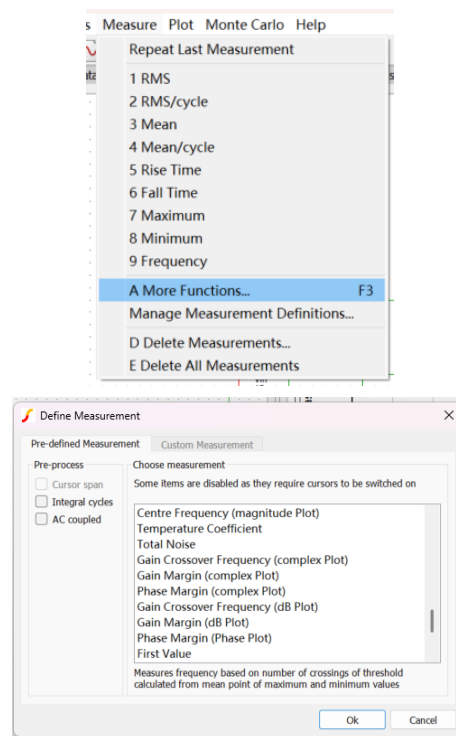 s Measure Plot Monte Carlo Help
Repeat Last Measurement
1 RMS
2 RMS/cycle
3 Mean
4 Mean/cycle
5 Rise Time
6 Fall Time
7 Maximum
8 Minimum
9 Frequency
A More Functions... F3
Manage Measurement Definitions...
D Delete Measurements...
E Delete All Measurements
Define Measurement
Pre-defined Measurement Custom Measurement
Pre-process Choose measurement
Cursor span Some items are disabled as they require cursors to be switched on
Integral cycles
AC coupled
Centre Frequency (magnitude Plot)
Temperature Coefficient
Total Noise
Gain Crossover Frequency (complex Plot)
Gain Margin (complex Plot)
Phase Margin (complex Plot)
Gain Crossover Frequency (dB Plot)
Gain Margin (dB Plot)
Phase Margin (Phase Plot)
First Value
Measures frequency based on number of crossings of threshold
calculated from mean point of maximum and minimum values
Ok Cancel